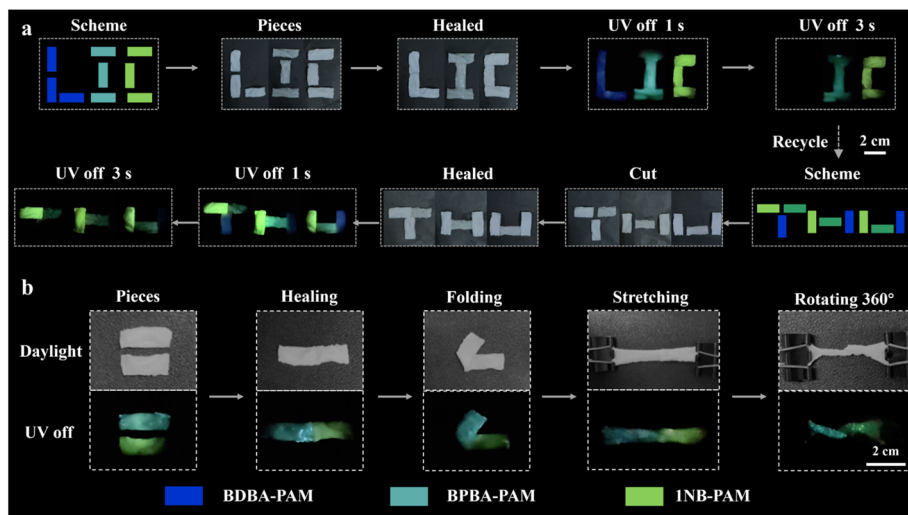 a
Scheme
Pieces
Healed
UV off 1 s
UV off 3 s
Recycle
2 cm
UV off 3 s
UV off 1 s
Healed
Cut
Scheme
b
Pieces
Healing
Folding
Stretching
Rotating 360°
Daylight
UV off
2 cm
BDBA-PAM
BPBA-PAM
1NB-PAM